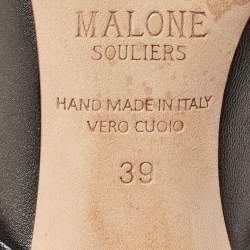 MALONE
SOULIERS
HAND MADE IN ITALY
VERO CUOIO
39